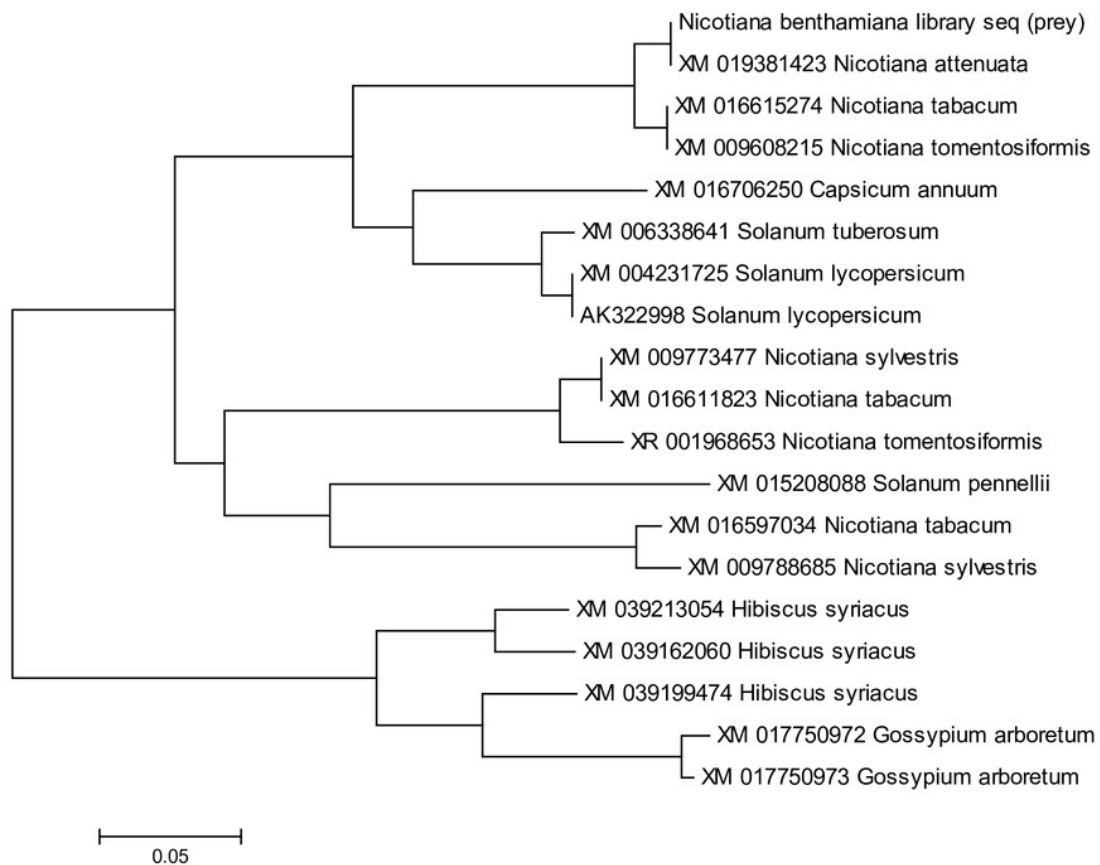 Nicotiana benthamiana library seq (prey)
XM 019381423 Nicotiana attenuata
XM 016615274 Nicotiana tabacum
XM 009608215 Nicotiana tomentosiformis
XM 016706250 Capsicum annuum
XM 006338641 Solanum tuberosum
XM 004231725 Solanum lycopersicum
AK322998 Solanum lycopersicum
XM 009773477 Nicotiana sylvestris
XM 016611823 Nicotiana tabacum
XR 001968653 Nicotiana tomentosiformis
XM 015208088 Solanum pennellii
XM 016597034 Nicotiana tabacum
XM 009788685 Nicotiana sylvestris
XM 039213054 Hibiscus syriacus
XM 039162060 Hibiscus syriacus
XM 039199474 Hibiscus syriacus
XM 017750972 Gossypium arboretum
XM 017750973 Gossypium arboretum
0.05